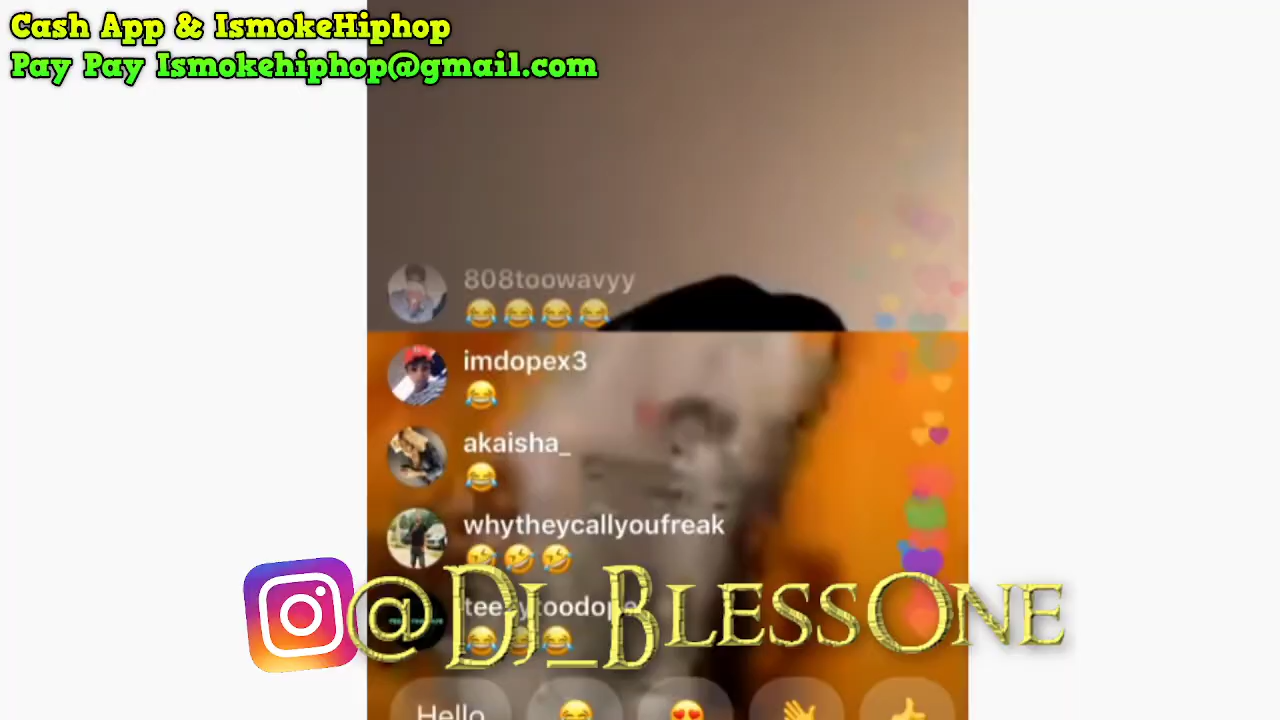 Cash App & IsmokeHiphop
Pay Pay Ismokehiphop@gmail.com
808toowavyy
😂😂😂😂
imdopex3
😂
akaisha_
😂
whytheycallyoufreak
🤣🤣🤣
@Dj_BlessOne
😂😂😂
Hello